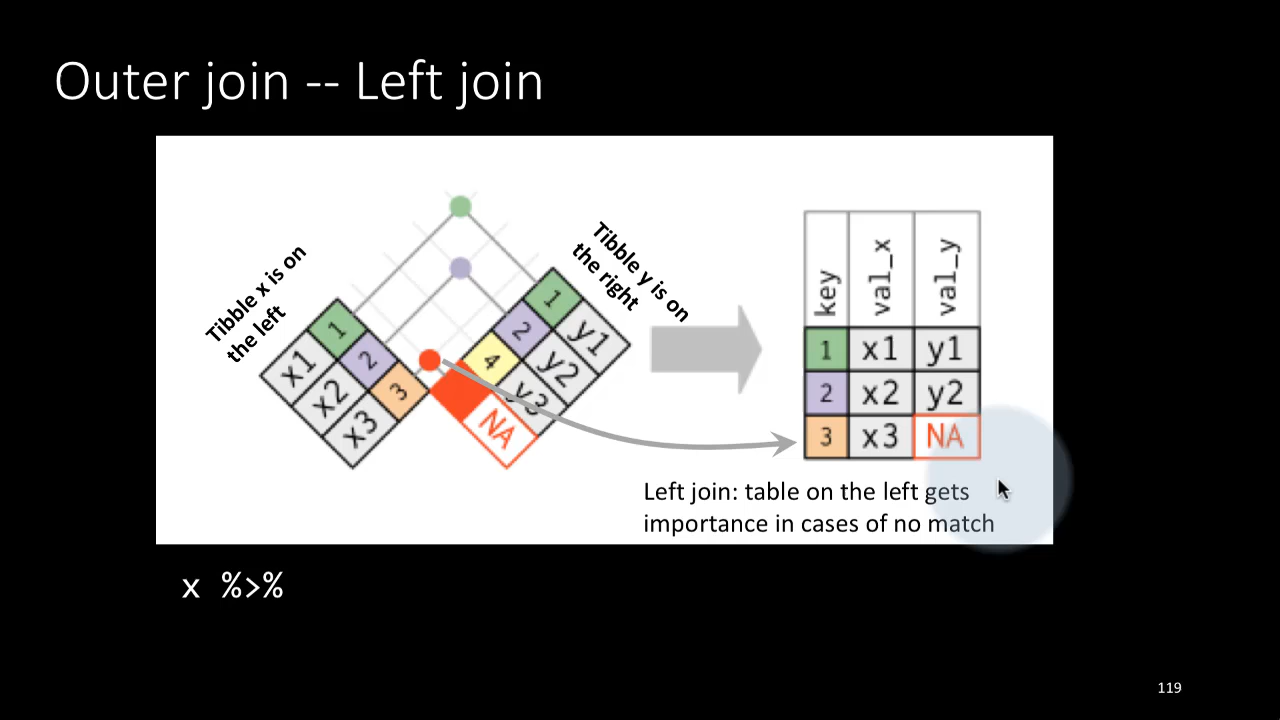 Outer join -- Left join
Tibble x is on
the left
Tibble y is on
the right
1
2
3
x1
x2
x3
1
2
4
y1
y2
y3
NA
key val_x val_y
1 x1 y1
2 x2 y2
3 x3 NA
Left join: table on the left gets
importance in cases of no match
x %>%
119